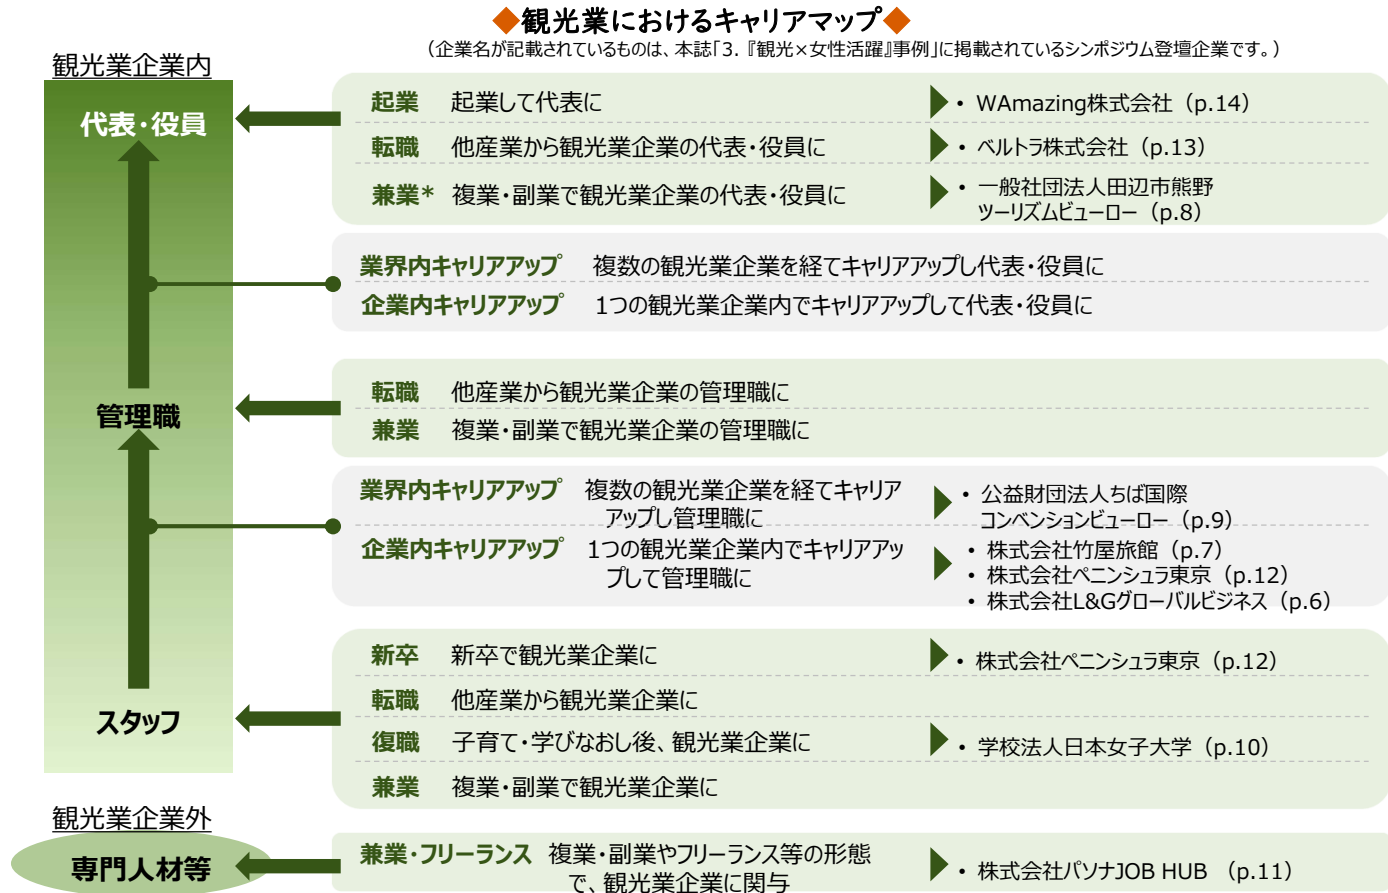 ◆観光業におけるキャリアマップ◆
（企業名が記載されているものは、本誌「3.『観光×女性活躍』事例」に掲載されているシンポジウム登壇企業です。）
観光業企業内
代表・役員
起業 起業して代表に
・ WAmazing株式会社（p.14）
転職 他産業から観光業企業の代表・役員に
・ ベルトラ株式会社（p.13）
兼業* 複業・副業で観光業企業の代表・役員に
・ 一般社団法人田辺市熊野
ツーリズムビューロー（p.8）
業界内キャリアアップ 複数の観光業企業を経てキャリアアップし代表・役員に
企業内キャリアアップ 1つの観光業企業内でキャリアアップして代表・役員に
管理職
転職 他産業から観光業企業の管理職に
兼業 複業・副業で観光業企業の管理職に
業界内キャリアアップ 複数の観光業企業を経てキャリア
アップし管理職に
・ 公益財団法人ちば国際
コンベンションビューロー（p.9）
企業内キャリアアップ 1つの観光業企業内でキャリアアッ
プして管理職に
・ 株式会社竹屋旅館（p.7）
・ 株式会社ペニンシュラ東京（p.12）
・ 株式会社L&Gグローバルビジネス（p.6）
スタッフ
新卒 新卒で観光業企業に
・ 株式会社ペニンシュラ東京（p.12）
転職 他産業から観光業企業に
復職 子育て・学びなおし後、観光業企業に
・ 学校法人日本女子大学（p.10）
兼業 複業・副業で観光業企業に
観光業企業外
専門人材等
兼業・フリーランス 複業・副業やフリーランス等の形態
で、観光業企業に関与
・ 株式会社パソナJOB HUB （p.11）